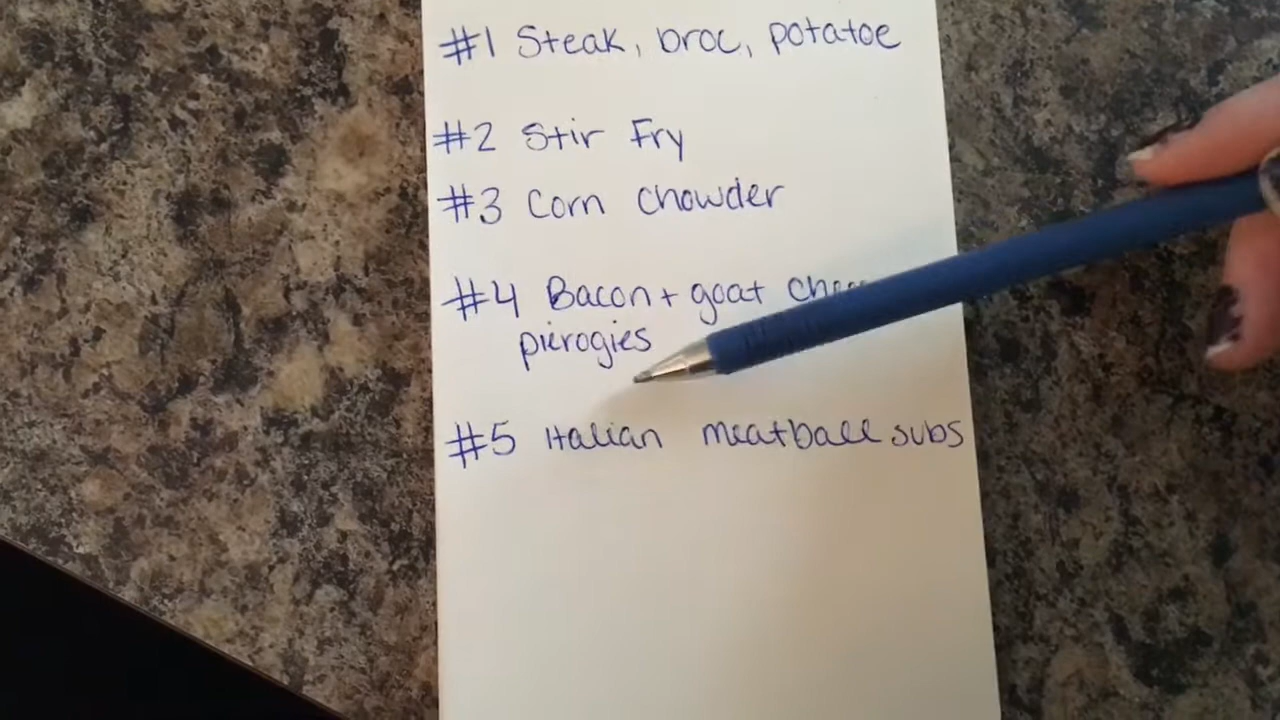 #1 Steak, broc, potatoe
#2 Stir Fry
#3 Corn Chowder
#4 Bacon + goat
pierogies
#5 Italian meatball subs